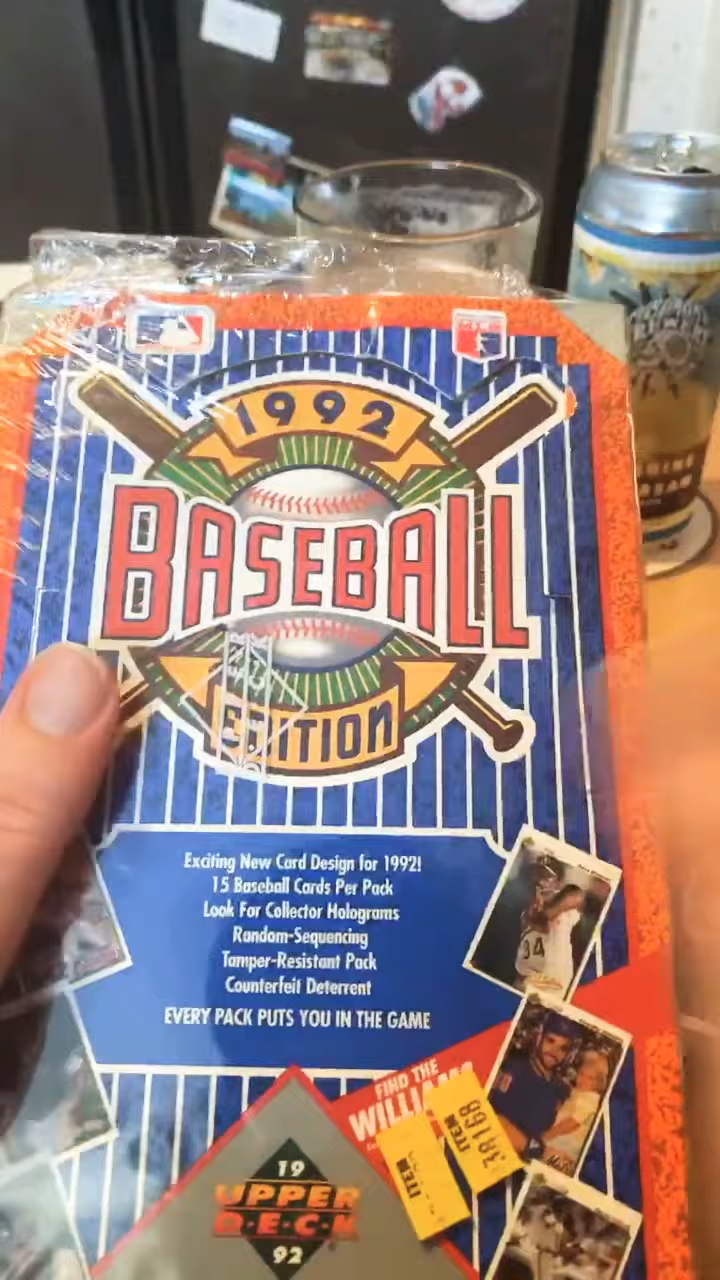 1992
BASEBALL
EDITION
Exciting New Card Design for 1992!
15 Baseball Cards Per Pack
Look For Collector Holograms
Random-Sequencing
Tamper-Resistant Pack
Counterfeit Deterrent
EVERY PACK PUTS YOU IN THE GAME
FIND THE
ITEM
38168
ITEM
34
19
UPPER
D·E·C·K
92